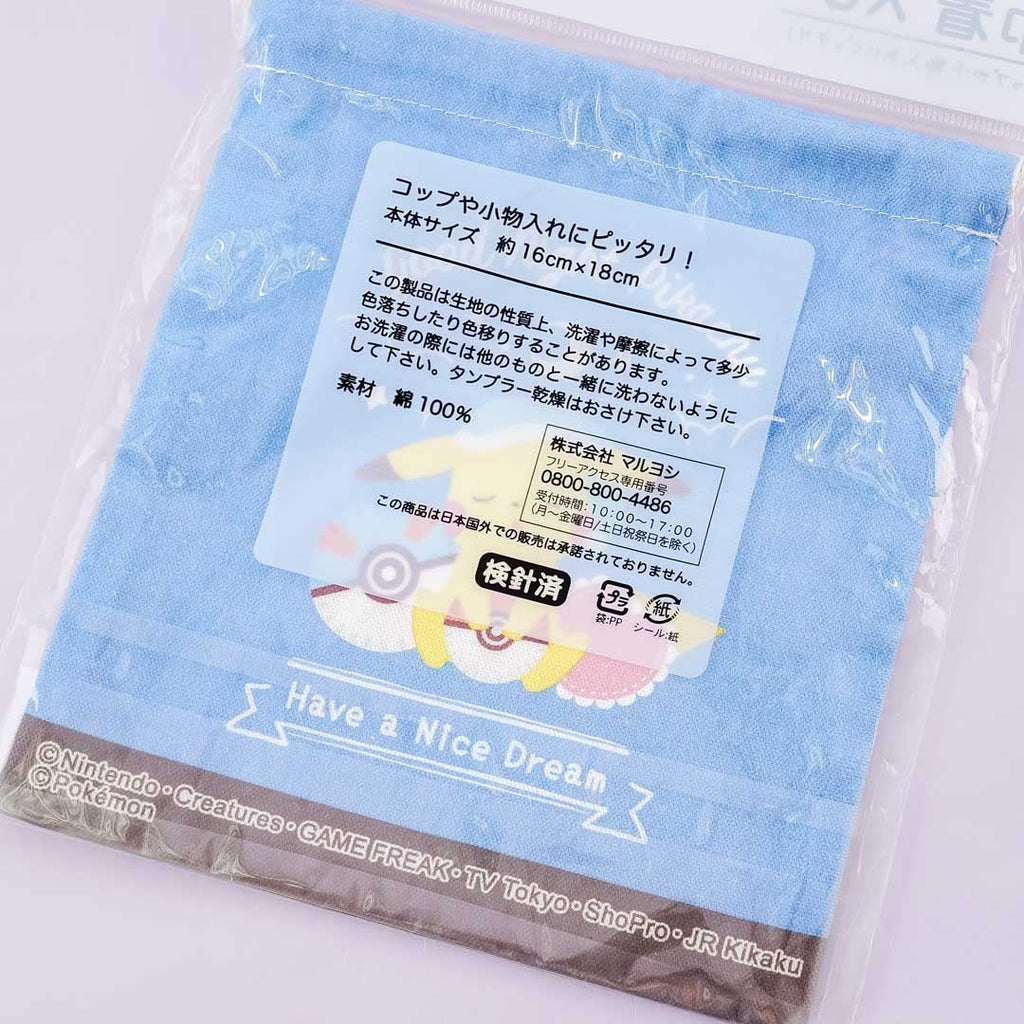 コップや小物入れにピッタリ！
本体サイズ　約16cm×18cm
この製品は生地の性質上、洗濯や摩擦によって多少
色落ちしたり色移りすることがあります。
お洗濯の際には他のものと一緒に洗わないように
して下さい。タンブラー乾燥はおさけ下さい。
素材　綿100%
株式会社 マルヨシ
フリーアクセス専用番号
0800-800-4486
受付時間：10:00～17:00
（月～金曜日/土日祝祭日を除く）
この商品は日本国外での販売は承諾されておりません。
検針済
プラ
袋:PP
紙
シール:紙
Have a Nice Dream
©Nintendo・Creatures・GAME FREAK・TV Tokyo・ShoPro・JR Kikaku
©Pokémon